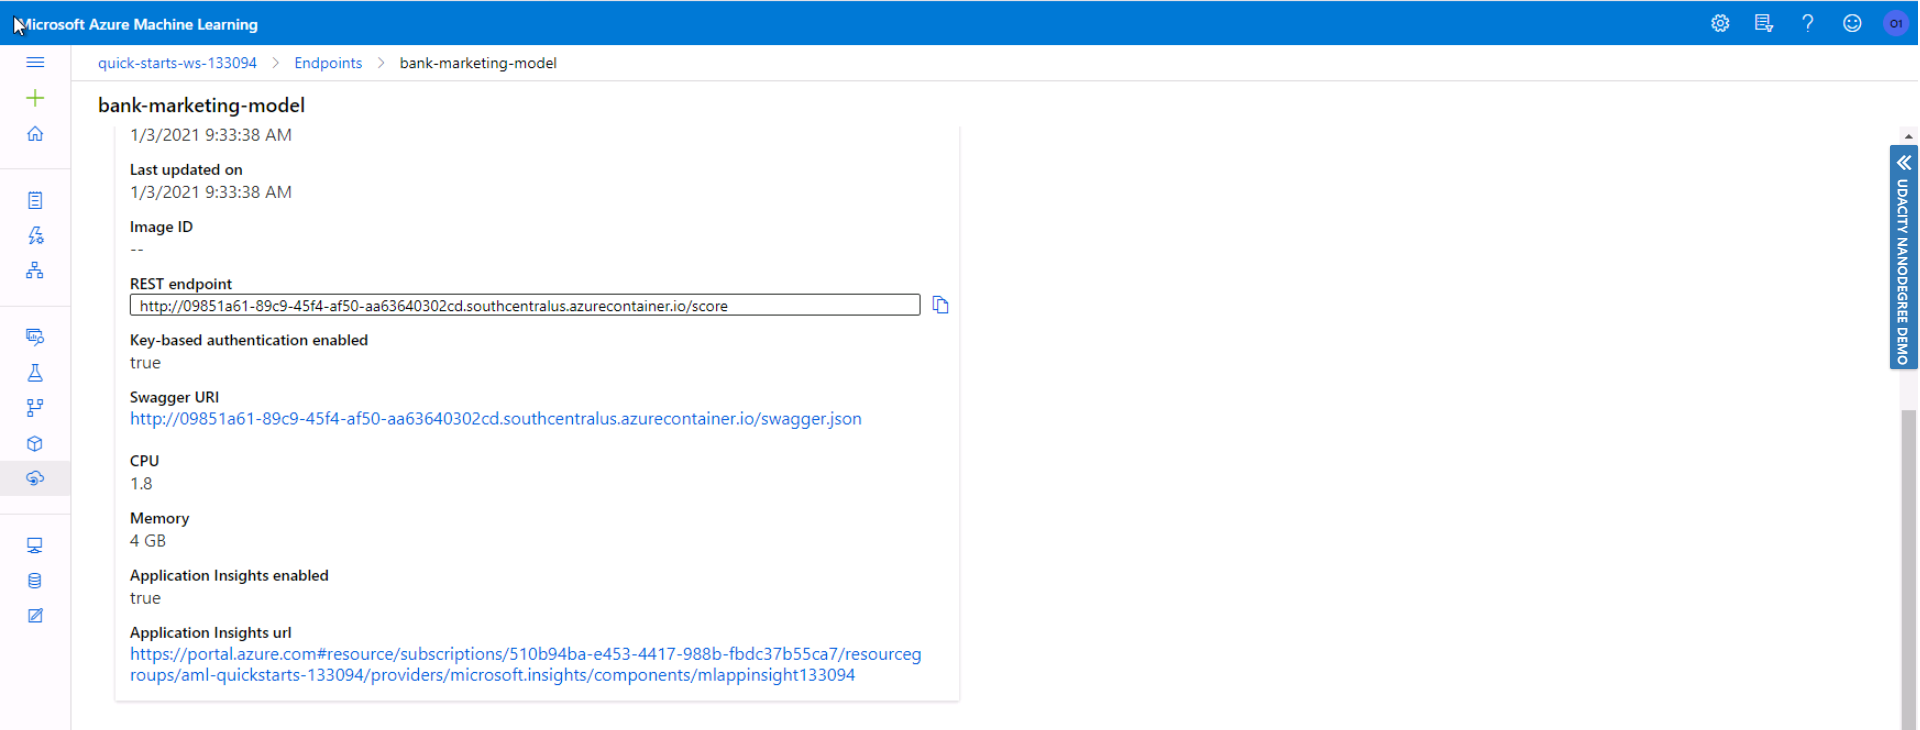 Microsoft Azure Machine Learning
01
quick-starts-ws-133094 > Endpoints > bank-marketing-model
bank-marketing-model
1/3/2021 9:33:38 AM
Last updated on
1/3/2021 9:33:38 AM
Image ID
--
REST endpoint
http://09851a61-89c9-45f4-af50-aa63640302cd.southcentralus.azurecontainer.io/score
Key-based authentication enabled
true
Swagger URI
http://09851a61-89c9-45f4-af50-aa63640302cd.southcentralus.azurecontainer.io/swagger.json
CPU
1.8
Memory
4 GB
Application Insights enabled
true
Application Insights url
https://portal.azure.com#resource/subscriptions/510b94ba-e453-4417-988b-fbdc37b55ca7/resourceg
roups/aml-quickstarts-133094/providers/microsoft.insights/components/mlappinsight133094
UDACITY NANODEGREE DEMO